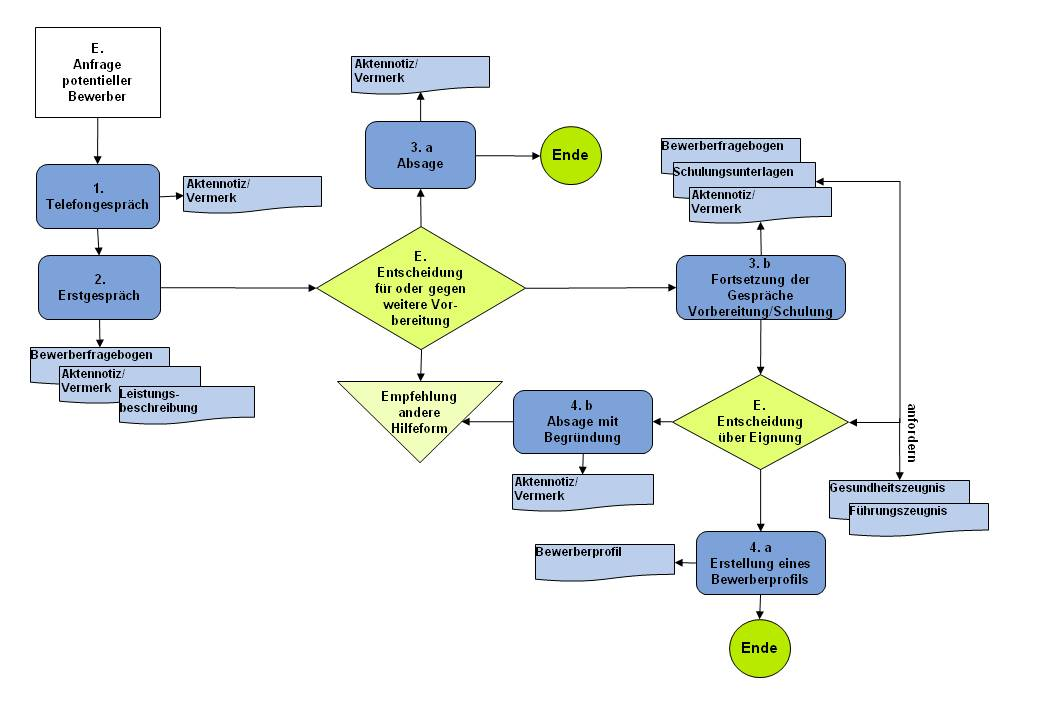 E.
Anfrage
potentieller
Bewerber
1.
Telefongespräch
Aktennotiz/
Vermerk
2.
Erstgespräch
Bewerberfragebogen
Aktennotiz/
Vermerk
Leistungs-
beschreibung
Aktennotiz/
Vermerk
3. a
Absage
Ende
E.
Entscheidung
für oder gegen
weitere Vor-
bereitung
Empfehlung
andere
Hilfeform
Bewerberfragebogen
Schulungsunterlagen
Aktennotiz/
Vermerk
3. b
Fortsetzung der
Gespräche
Vorbereitung/Schulung
E.
Entscheidung
über Eignung
anfordern
Gesundheitszeugnis
Führungszeugnis
4. b
Absage mit
Begründung
Aktennotiz/
Vermerk
4. a
Erstellung eines
Bewerberprofils
Bewerberprofil
Ende